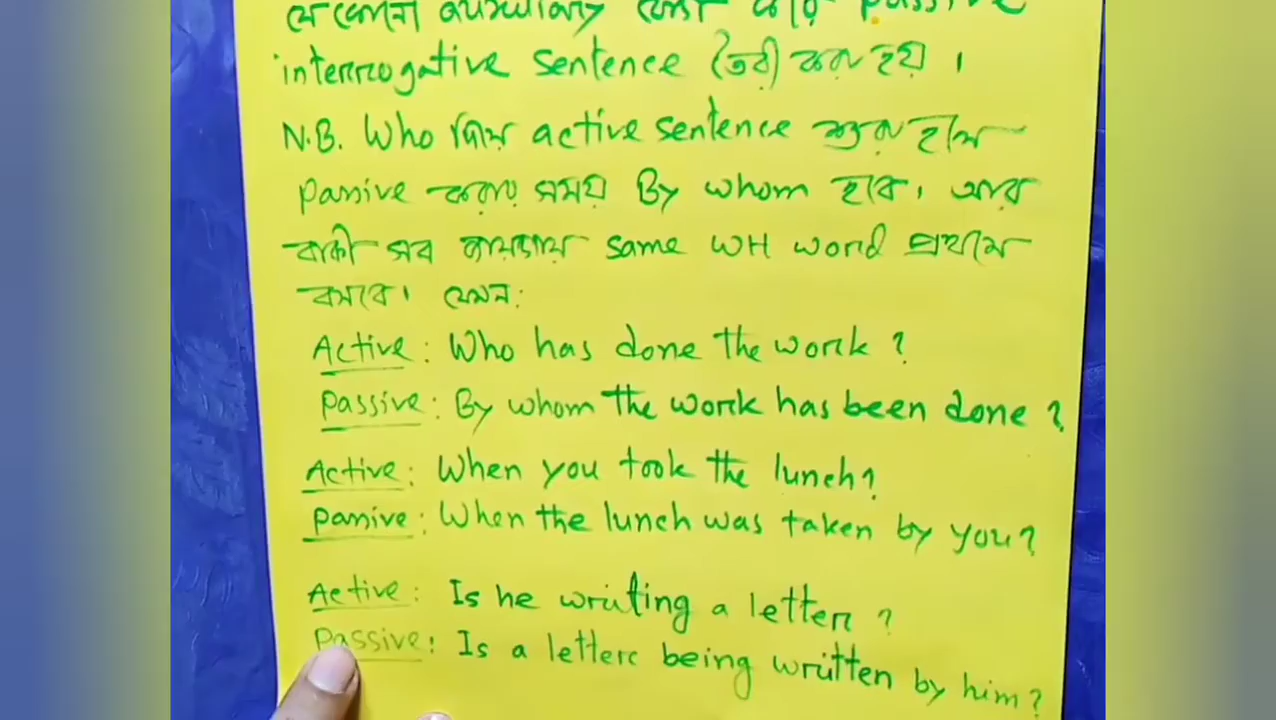 যেকোনো auxiliary passive
interrogative sentence তৈরী করা হয় ।
N.B. Who দিয়ে active sentence শুরু হলে
passive করার সময় By whom হবে, আর
বাকী সব same WH world প্রথমে
বসবে। যেমন:
Active: Who has done the work ?
Passive: By whom the work has been done ?
Active: When you took the lunch?
Passive: When the lunch was taken by you?
Active: Is he writing a letter ?
Passive: Is a letter being written by him?